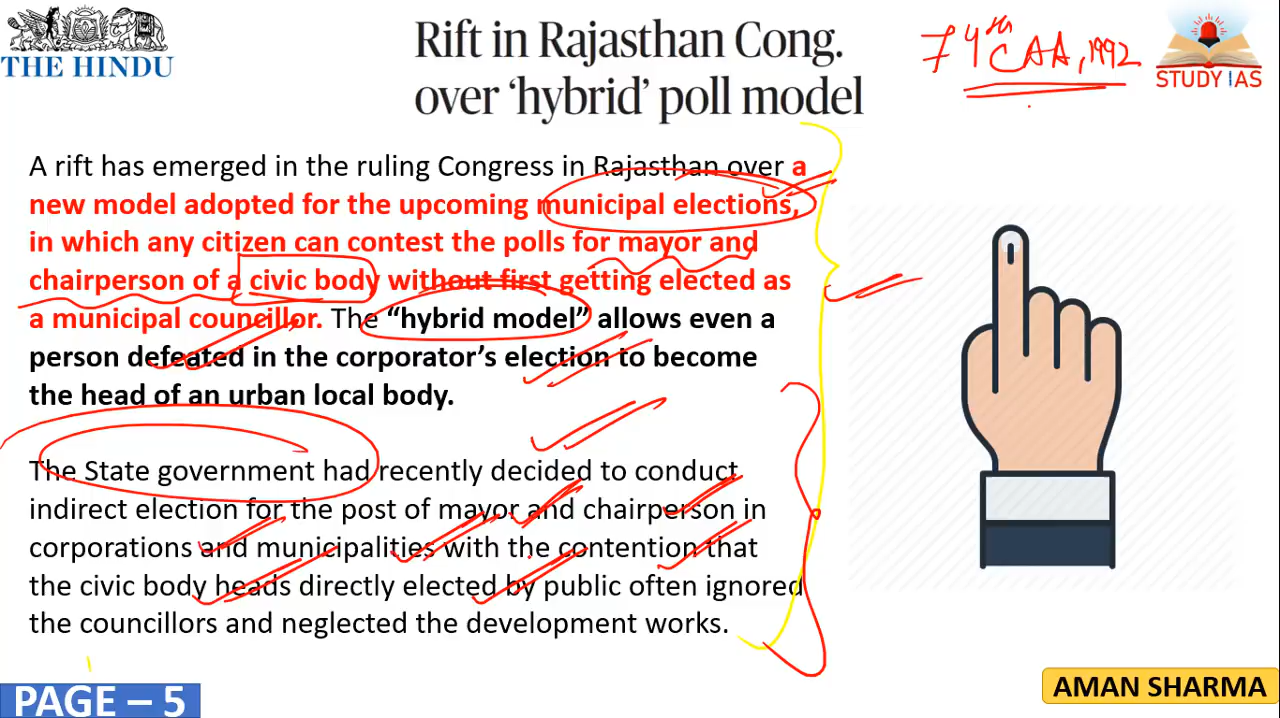 THE HINDU
Rift in Rajasthan Cong.
over ‘hybrid’ poll model
74th CAA, 1992
STUDY IAS
A rift has emerged in the ruling Congress in Rajasthan over a
new model adopted for the upcoming municipal elections,
in which any citizen can contest the polls for mayor and
chairperson of a civic body without first getting elected as
a municipal councillor. The “hybrid model” allows even a
person defeated in the corporator’s election to become
the head of an urban local body.
The State government had recently decided to conduct
indirect election for the post of mayor and chairperson in
corporations and municipalities with the contention that
the civic body heads directly elected by public often ignored
the councillors and neglected the development works.
PAGE – 5
AMAN SHARMA